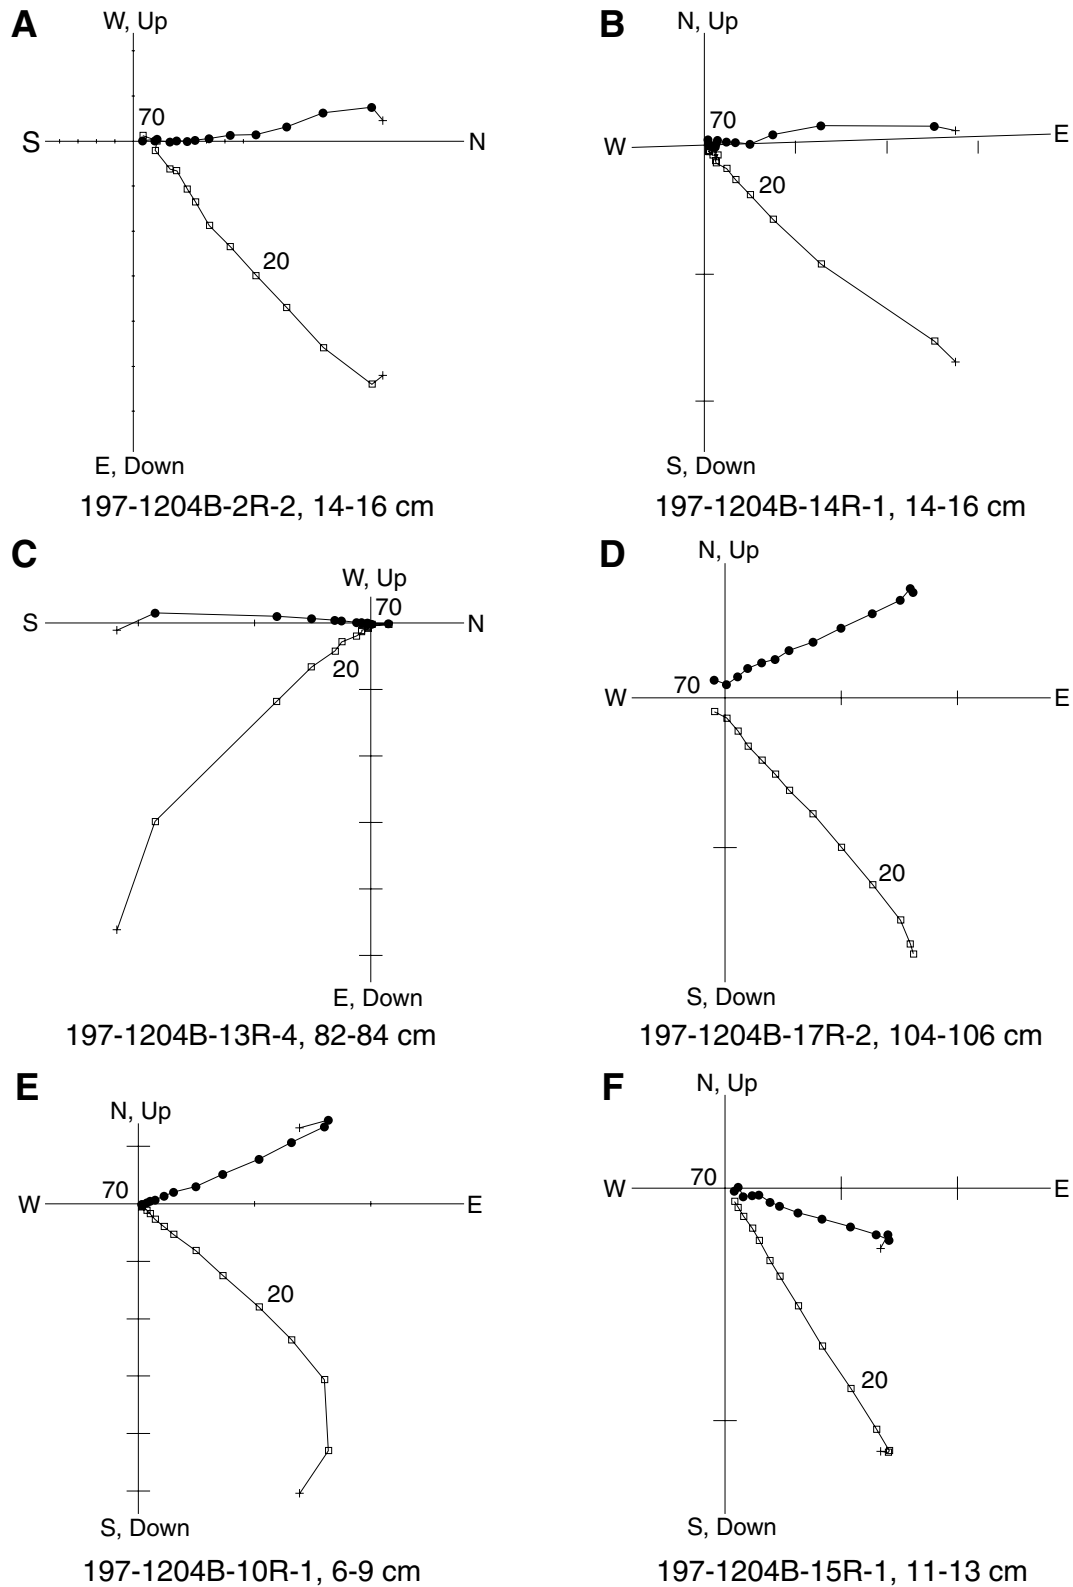 A
W, Up
70
S
N
20
E, Down
197-1204B-2R-2, 14-16 cm
B
N, Up
70
W
E
20
S, Down
197-1204B-14R-1, 14-16 cm
C
W, Up
70
S
N
20
E, Down
197-1204B-13R-4, 82-84 cm
D
N, Up
70
W
E
20
S, Down
197-1204B-17R-2, 104-106 cm
E
N, Up
70
W
E
20
S, Down
197-1204B-10R-1, 6-9 cm
F
N, Up
70
W
E
20
S, Down
197-1204B-15R-1, 11-13 cm